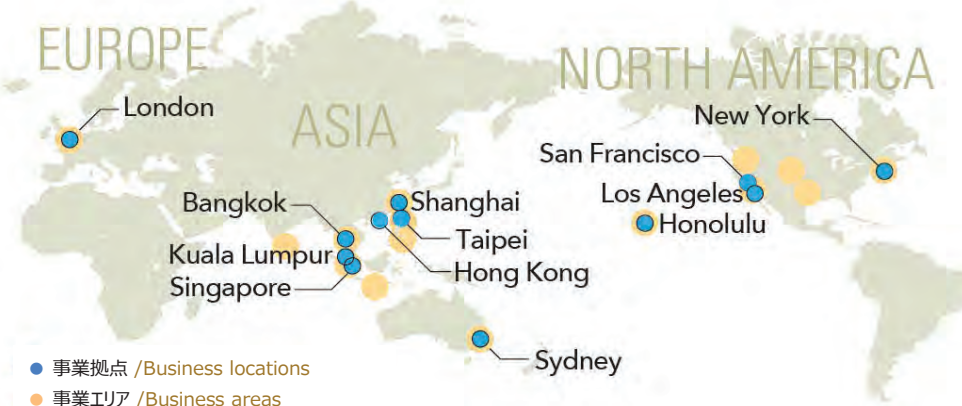 EUROPE
NORTH AMERICA
London
ASIA
New York
San Francisco
Bangkok
Shanghai
Los Angeles
Honolulu
Taipei
Kuala Lumpur
Hong Kong
Singapore
Sydney
事業拠点 /Business locations
事業エリア /Business areas